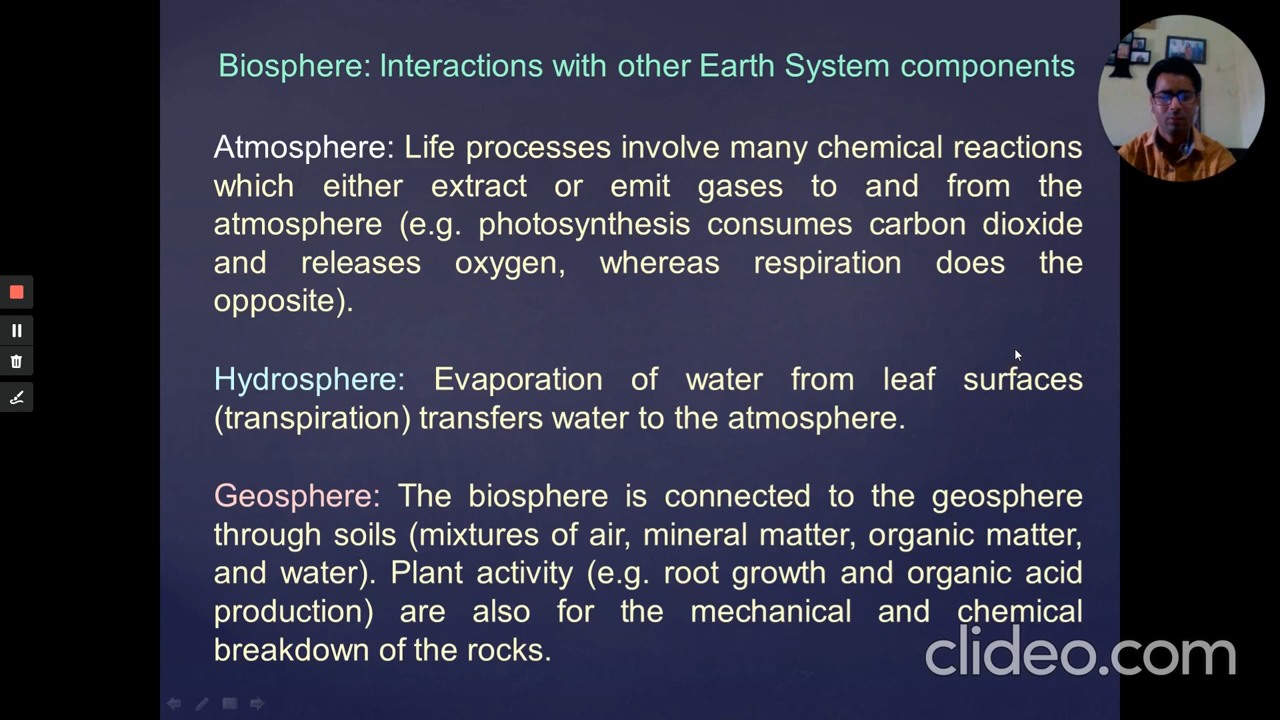 Biosphere: Interactions with other Earth System components
Atmosphere: Life processes involve many chemical reactions
which either extract or emit gases to and from the
atmosphere (e.g. photosynthesis consumes carbon dioxide
and releases oxygen, whereas respiration does the
opposite).
Hydrosphere: Evaporation of water from leaf surfaces
(transpiration) transfers water to the atmosphere.
Geosphere: The biosphere is connected to the geosphere
through soils (mixtures of air, mineral matter, organic matter,
and water). Plant activity (e.g. root growth and organic acid
production) are also for the mechanical and chemical
breakdown of the rocks.
clideo.com